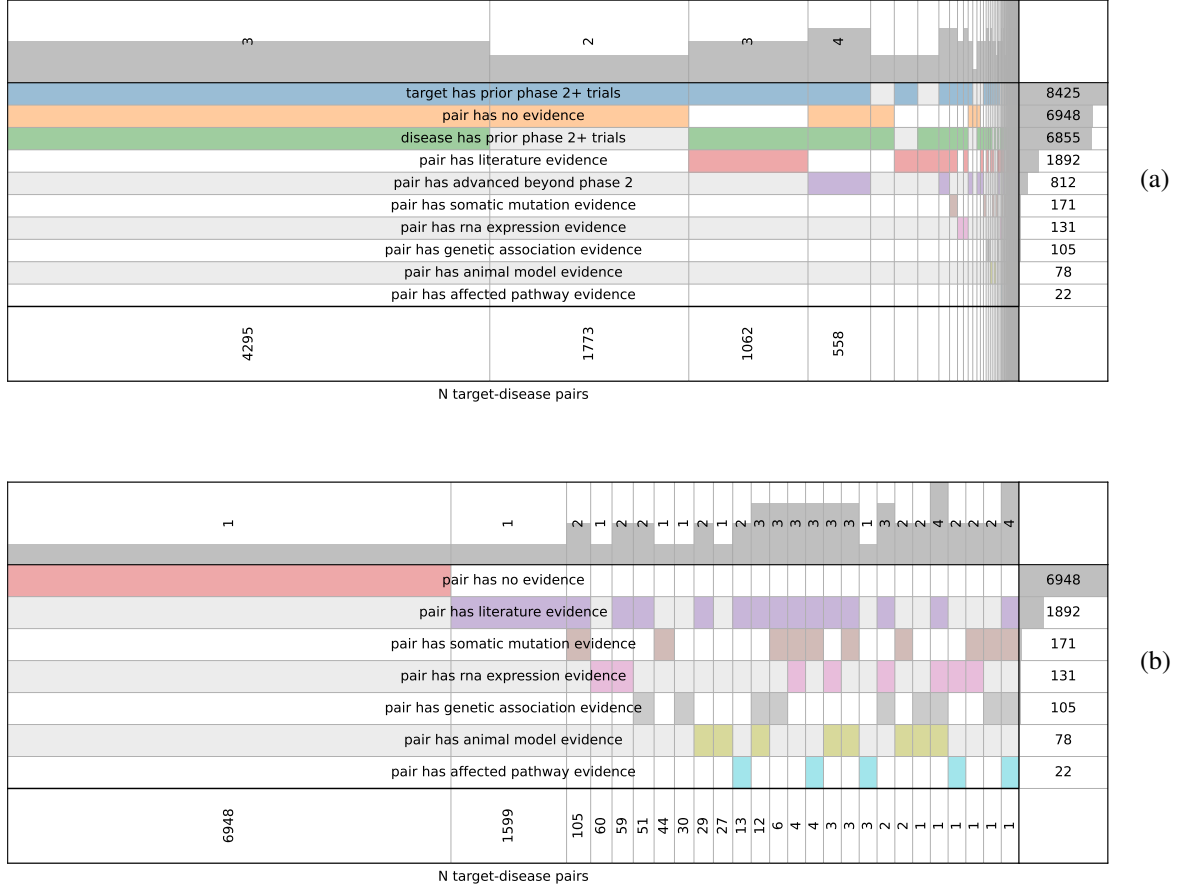 3 2 3 4
target has prior phase 2+ trials 8425
pair has no evidence 6948
disease has prior phase 2+ trials 6855
pair has literature evidence 1892
pair has advanced beyond phase 2 812
pair has somatic mutation evidence 171
pair has rna expression evidence 131
pair has genetic association evidence 105
pair has animal model evidence 78
pair has affected pathway evidence 22
4295 1773 1062 558
N target-disease pairs
(a)
1 1 2 1 2 2 1 1 2 1 2 3 3 3 3 3 1 3 2 2 4 2 2 2 4
pair has no evidence 6948
pair has literature evidence 1892
pair has somatic mutation evidence 171
pair has rna expression evidence 131
pair has genetic association evidence 105
pair has animal model evidence 78
pair has affected pathway evidence 22
6948 1599 105 60 59 51 44 30 29 27 13 12 6 4 4 3 3 3 2 2 1 1 1 1 1 1
N target-disease pairs
(b)